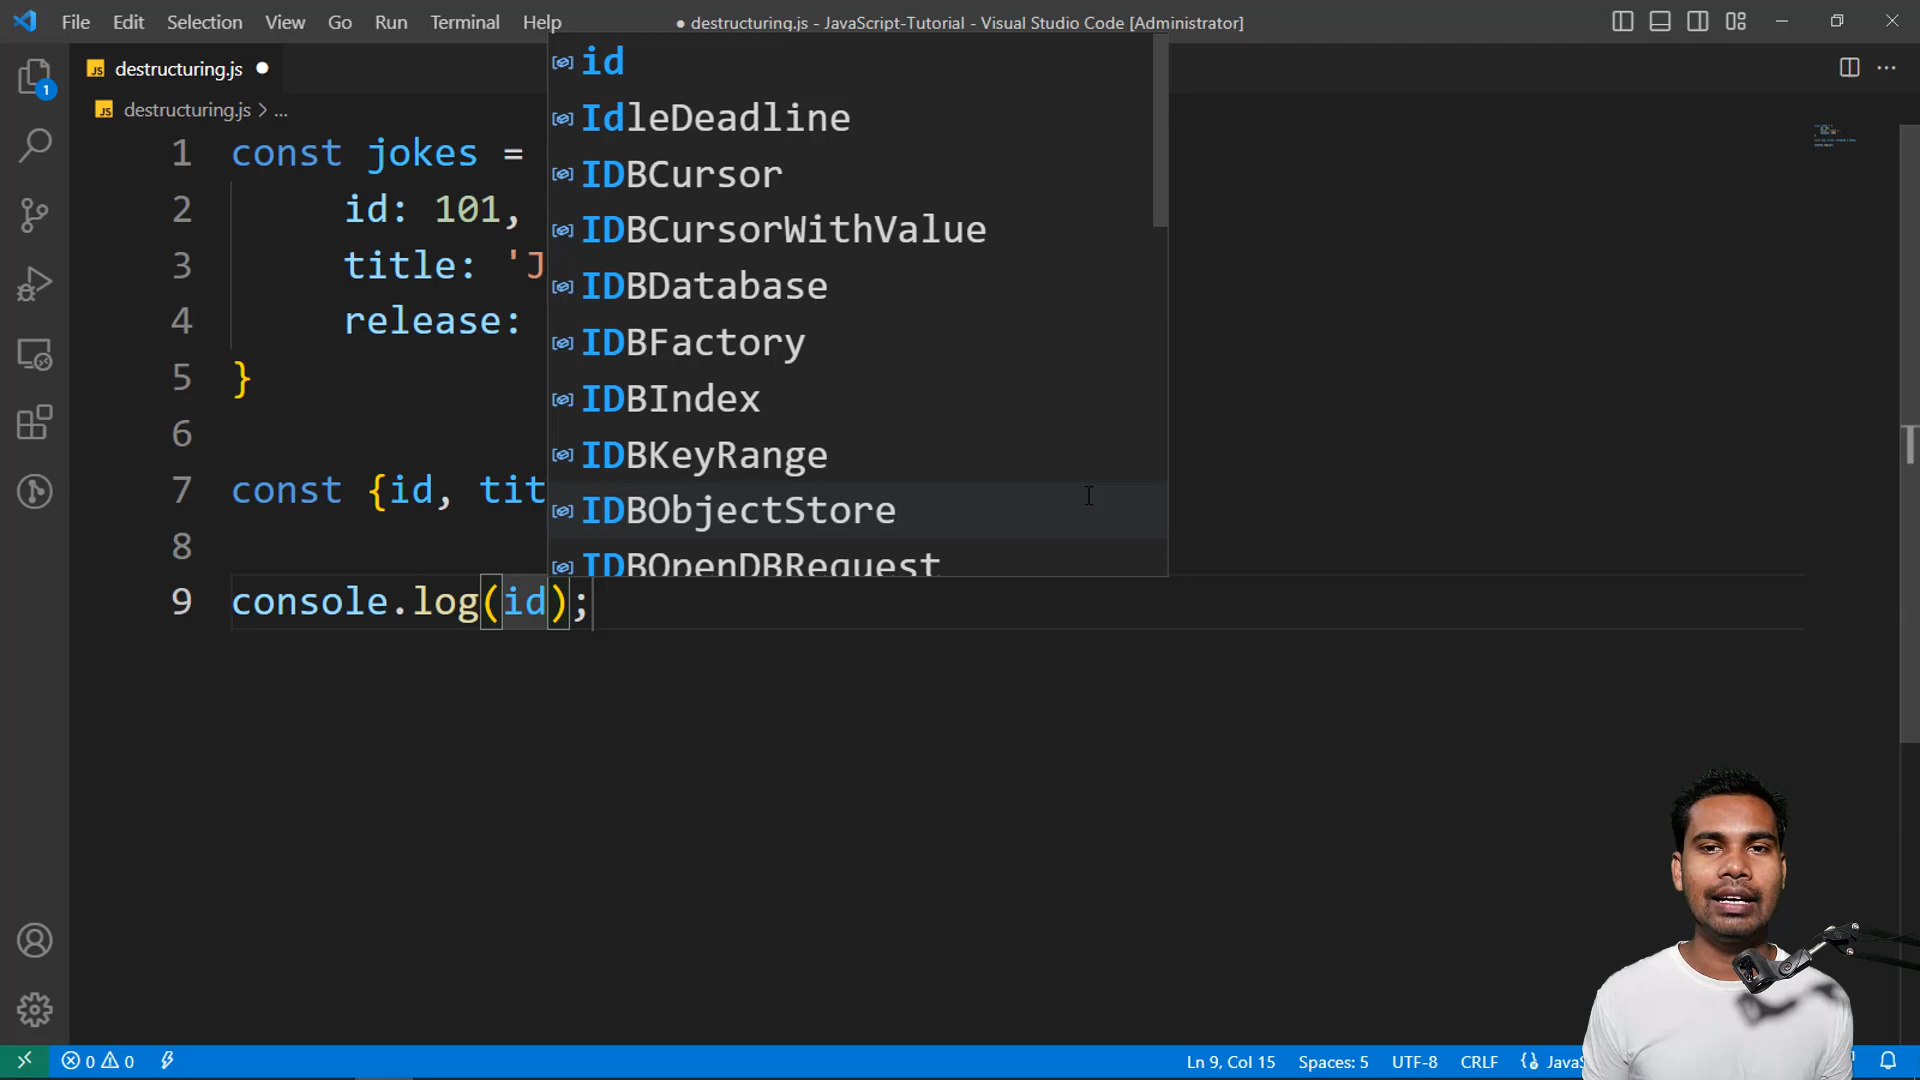 File Edit Selection View Go Run Terminal Help
● destructuring.js - JavaScript-Tutorial - Visual Studio Code [Administrator]
JS destructuring.js
JS destructuring.js > ...
1
1 const jokes =
2 id: 101,
3 title: 'J
4 release:
5 }
6
7 const {id, tit
8
9 console.log(id);
id
IdleDeadline
IDBCursor
IDBCursorWithValue
IDBDatabase
IDBFactory
IDBIndex
IDBKeyRange
IDBObjectStore
IDBOpenDBRequest
0 0
Ln 9, Col 15 Spaces: 5 UTF-8 CRLF {} JavaS